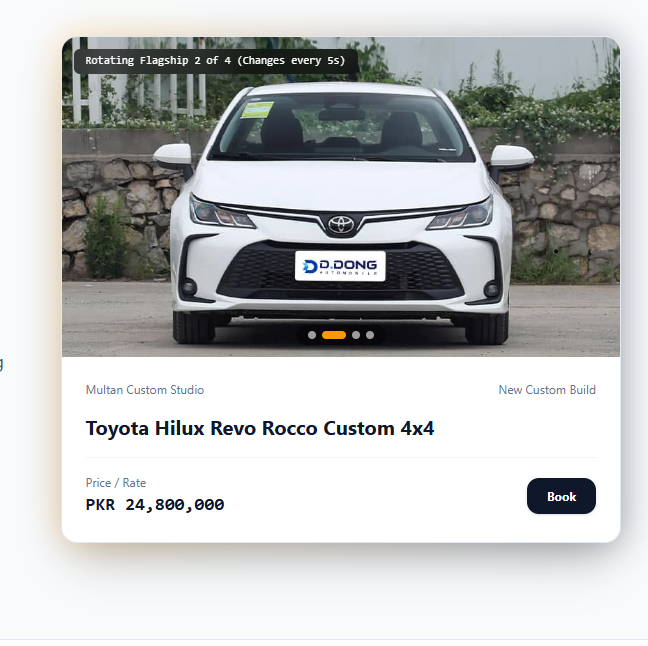 Rotating Flagship 2 of 4 (Changes every 5s)
D.DONG
AUTOMOBILE
Multan Custom Studio
New Custom Build
Toyota Hilux Revo Rocco Custom 4x4
Price / Rate
PKR 24,800,000
Book